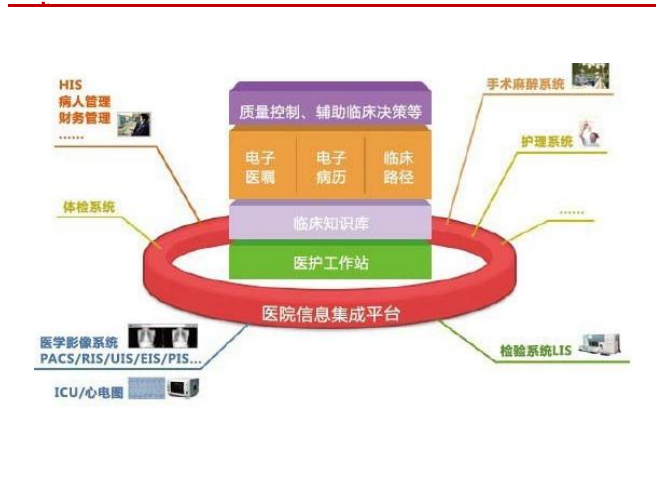 HIS
病人管理
财务管理
......
体检系统
质量控制、辅助临床决策等
电子
医嘱
电子
病历
临床
路径
临床知识库
医护工作站
医院信息集成平台
手术麻醉系统
护理系统
......
医学影像系统
PACS/RIS/UIS/EIS/PIS...
ICU/心电图
检验系统LIS